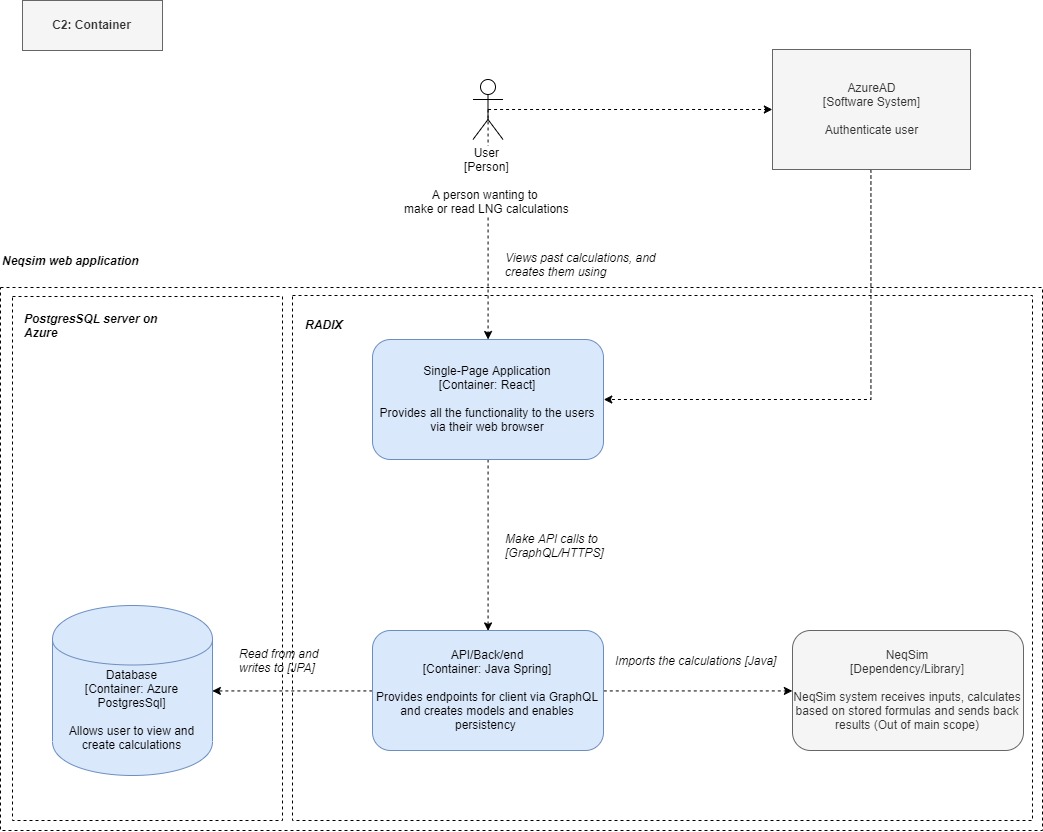 C2: Container
AzureAD
[Software System]
Authenticate user
User
[Person]
A person wanting to
make or read LNG calculations
Views past calculations, and
creates them using
Neqsim web application
PostgresSQL server on
Azure
RADIX
Single-Page Application
[Container: React]
Provides all the functionality to the users
via their web browser
Make API calls to
[GraphQL/HTTPS]
Database
[Container: Azure
PostgresSql]
Allows user to view and
create calculations
Read from and
writes to [JPA]
API/Back/end
[Container: Java Spring]
Provides endpoints for client via GraphQL
and creates models and enables
persistency
Imports the calculations [Java]
NeqSim
[Dependency/Library]
NeqSim system receives inputs, calculates
based on stored formulas and sends back
results (Out of main scope)